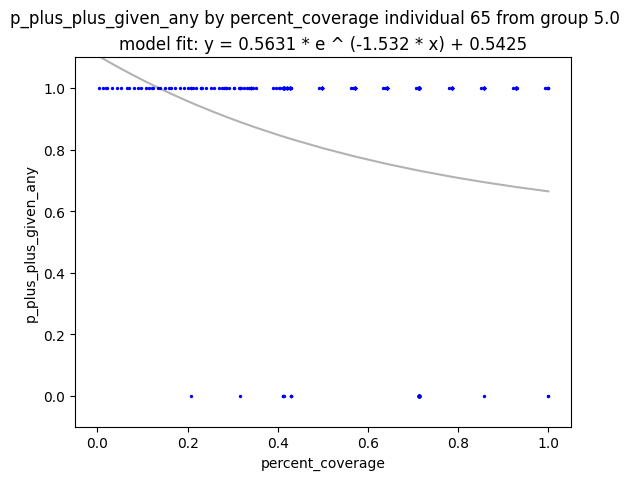 p_plus_plus_given_any by percent_coverage individual 65 from group 5.0
model fit: y = 0.5631 * e ^ (-1.532 * x) + 0.5425
1.0
0.8
0.6
0.4
0.2
0.0
p_plus_plus_given_any
0.0 0.2 0.4 0.6 0.8 1.0
percent_coverage